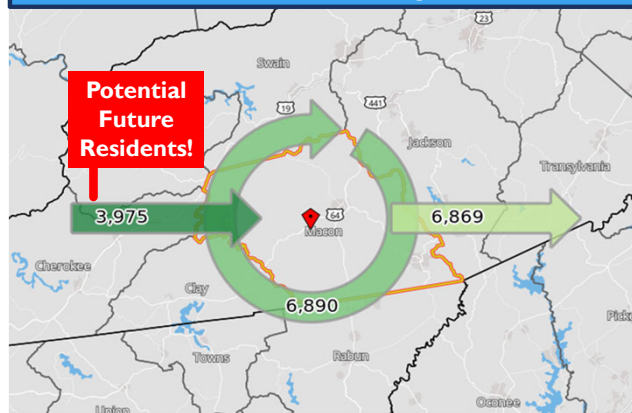 23
Swain
Potential
Future
Residents!
19
441
Jackson
Transylvania
3,975
64
6,869
Macon
Cherokee
Clay
6,890
Towns
Rabun
Union
Oconee